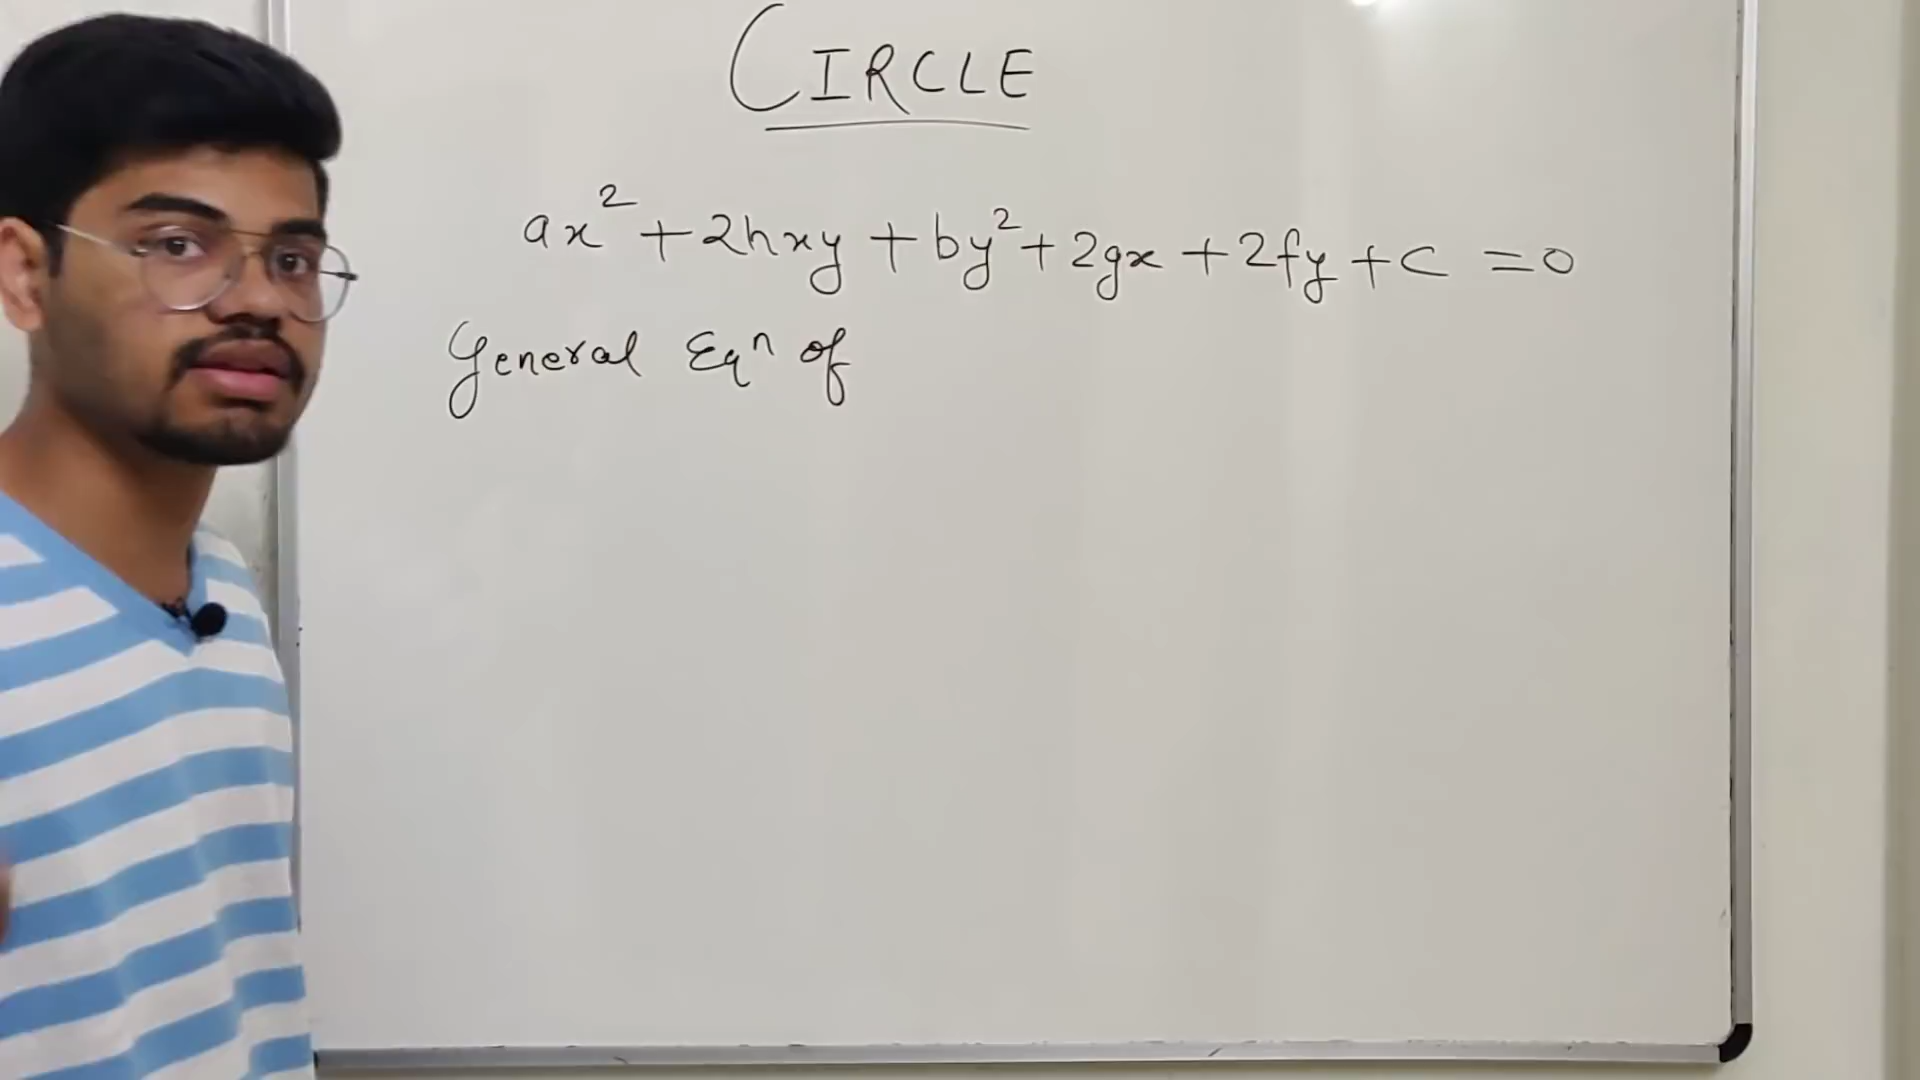 CIRCLE
ax² + 2hxy + by² + 2gx + 2fy + c = 0
General Eqⁿ of